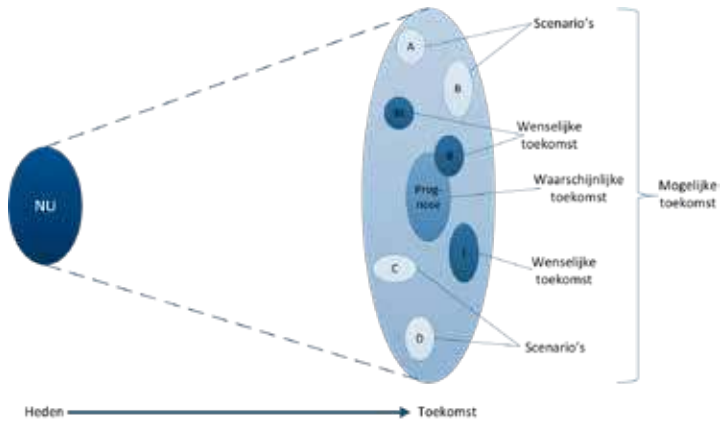 Scenario's
A
B
Wenselijke
toekomst
Waarschijnlijke
toekomst
Prog-
nose
Mogelijke
toekomst
NU
Wenselijke
toekomst
C
D
Scenario's
Heden
Toekomst